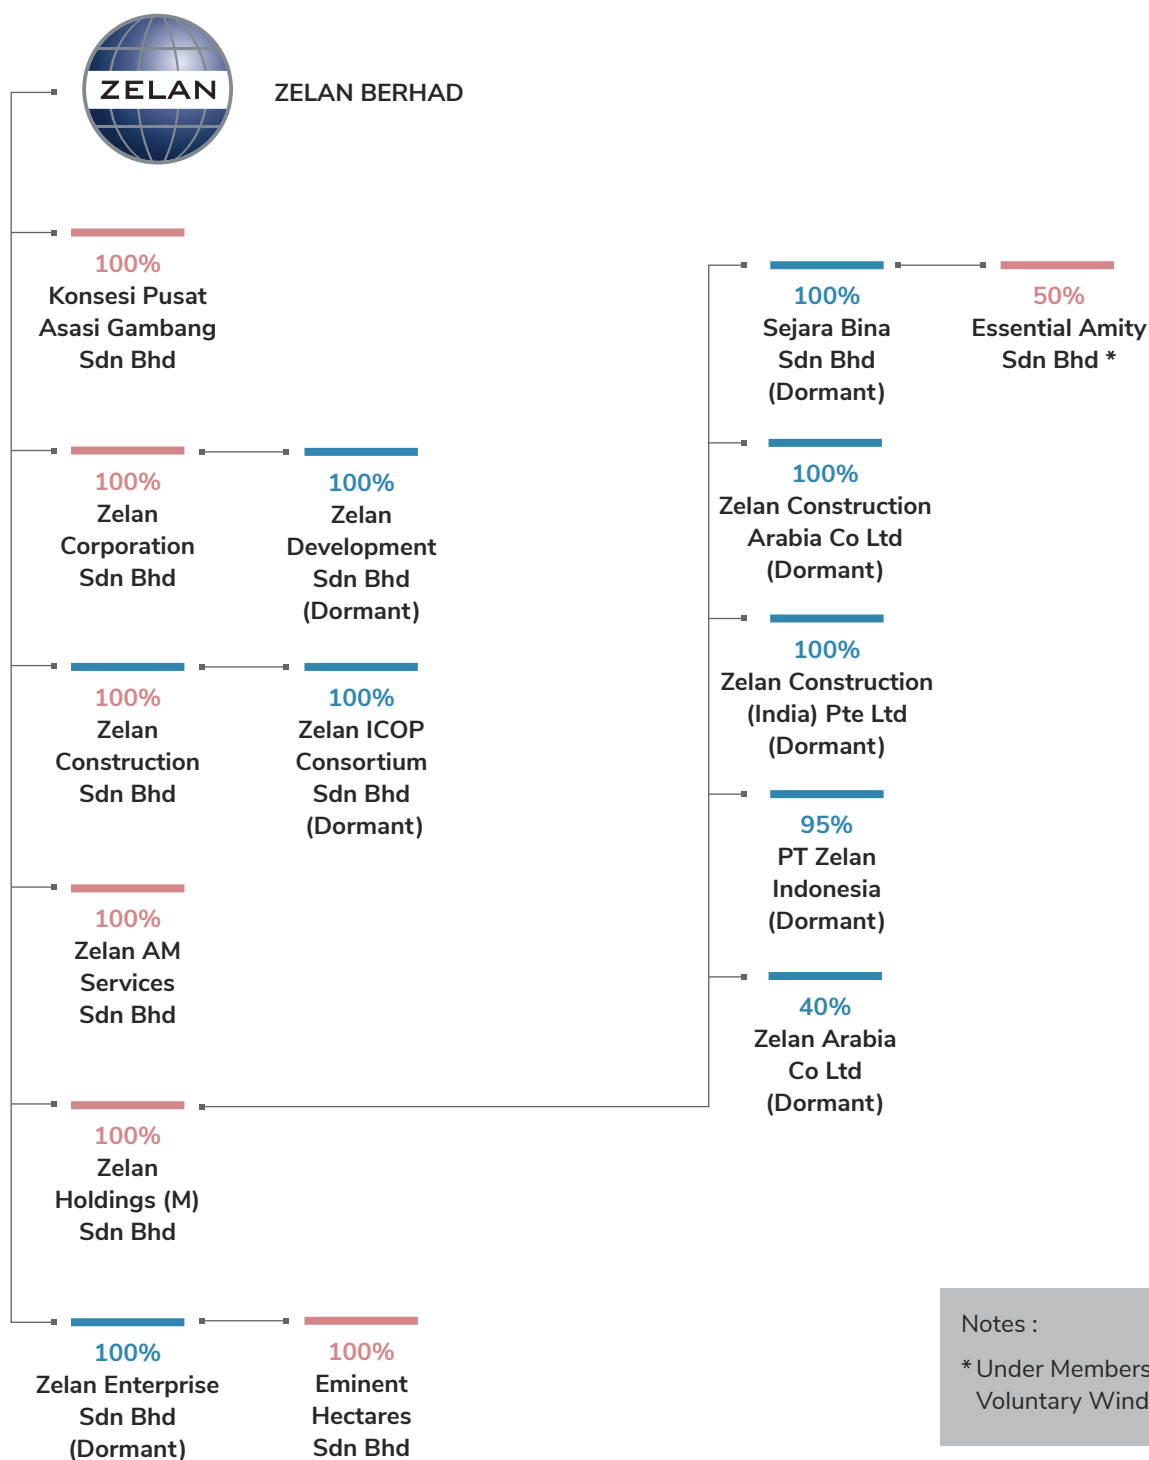 ZELAN
ZELAN BERHAD
100%
Konsesi Pusat
Asasi Gambang
Sdn Bhd
100%
Zelan
Corporation
Sdn Bhd
100%
Zelan
Development
Sdn Bhd
(Dormant)
100%
Zelan
Construction
Sdn Bhd
100%
Zelan ICOP
Consortium
Sdn Bhd
(Dormant)
100%
Zelan AM
Services
Sdn Bhd
100%
Zelan
Holdings (M)
Sdn Bhd
100%
Zelan Enterprise
Sdn Bhd
(Dormant)
100%
Eminent
Hectares
Sdn Bhd
100%
Sejara Bina
Sdn Bhd
(Dormant)
50%
Essential Amity
Sdn Bhd *
100%
Zelan Construction
Arabia Co Ltd
(Dormant)
100%
Zelan Construction
(India) Pte Ltd
(Dormant)
95%
PT Zelan
Indonesia
(Dormant)
40%
Zelan Arabia
Co Ltd
(Dormant)
Notes :
* Under Members
Voluntary Wind